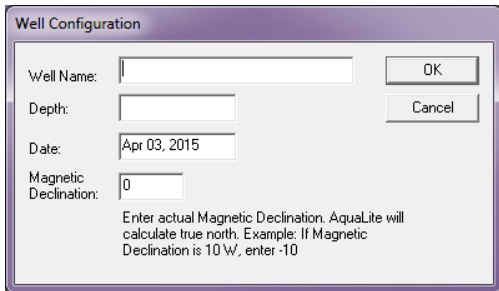 Well Configuration
Well Name:
OK
Depth:
Cancel
Date:
Apr 03, 2015
Magnetic
Declination:
0
Enter actual Magnetic Declination. AquaLite will
calculate true north. Example: If Magnetic
Declination is 10 W, enter -10